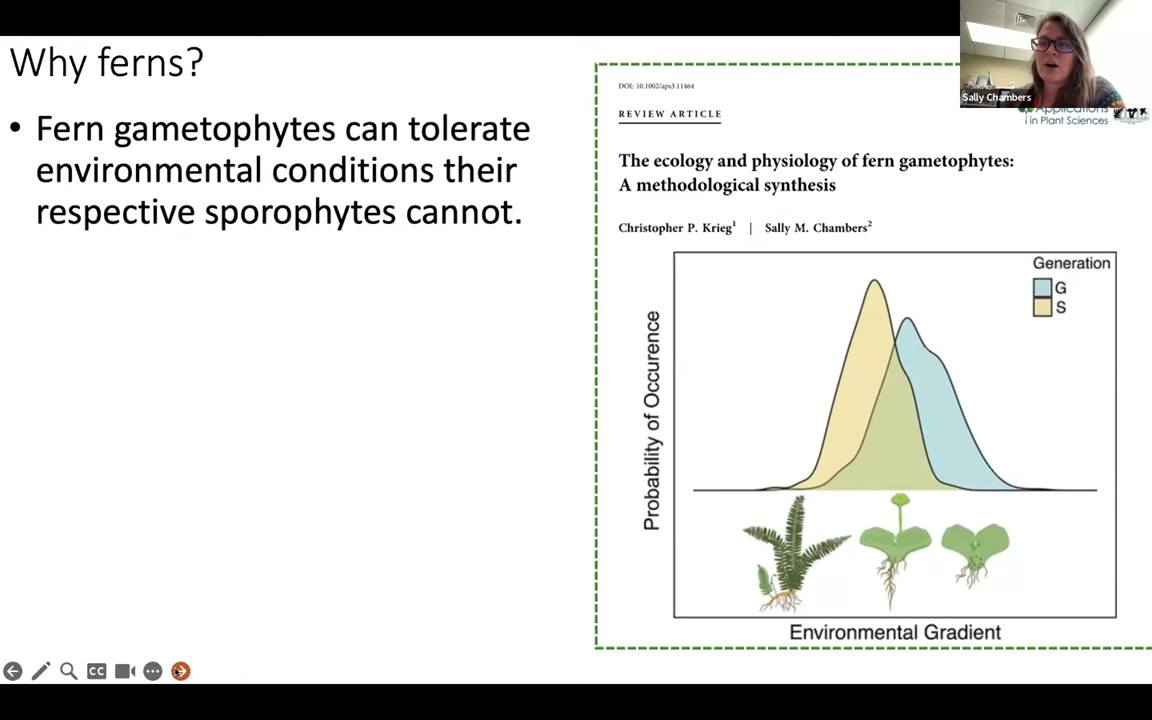 Why ferns?
• Fern gametophytes can tolerate
environmental conditions their
respective sporophytes cannot.
DOI: 10.1002/aps3.11464
REVIEW ARTICLE
Applications
in Plant Sciences
The ecology and physiology of fern gametophytes:
A methodological synthesis
Christopher P. Krieg1 | Sally M. Chambers2
Generation
G
S
Probability of Occurence
Environmental Gradient
Sally Chambers
CC